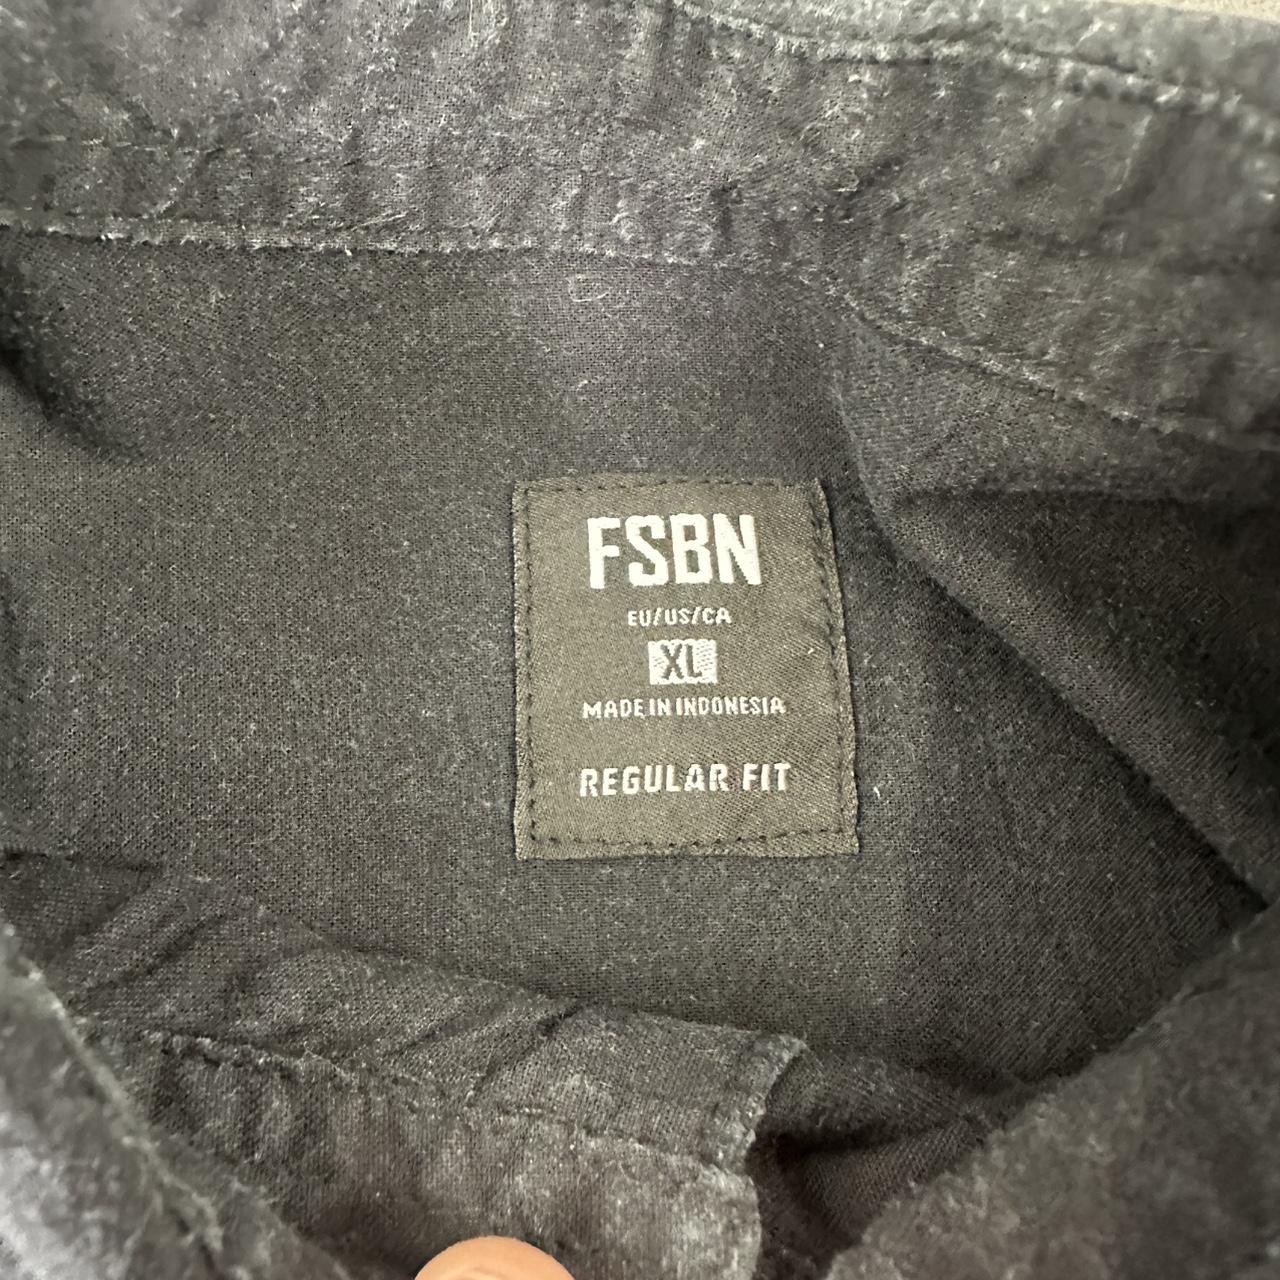 FSBN
EU/US/CA
XL
MADE IN INDONESIA
REGULAR FIT